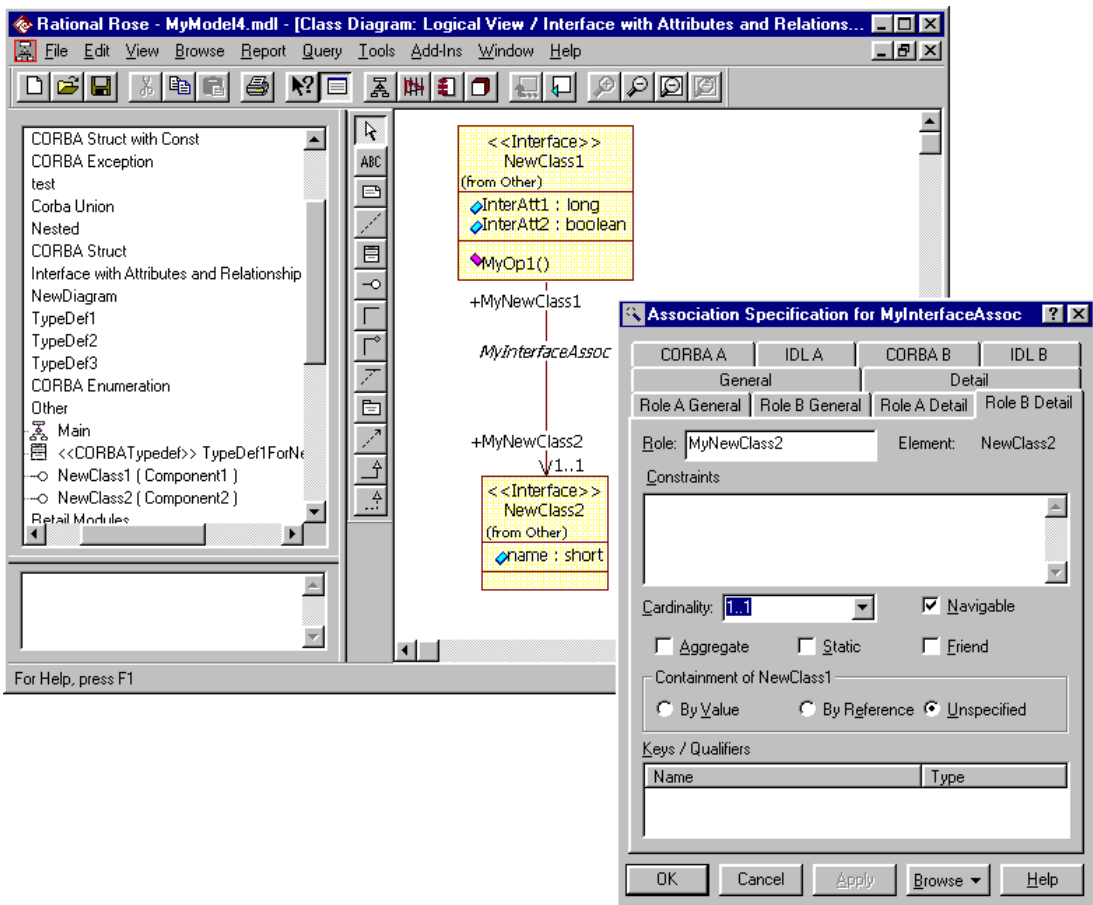 Rational Rose - MyModel4.mdl - [Class Diagram: Logical View / Interface with Attributes and Relations...
File Edit View Browse Report Query Tools Add-Ins Window Help
CORBA Struct with Const
CORBA Exception
test
Corba Union
Nested
CORBA Struct
Interface with Attributes and Relationship
NewDiagram
TypeDef1
TypeDef2
TypeDef3
CORBA Enumeration
Other
Main
<<CORBATypedef>> TypeDef1ForNe
NewClass1 ( Component1 )
NewClass2 ( Component2 )
Retail Modules
ABC
<<Interface>>
NewClass1
(from Other)
InterAtt1 : long
InterAtt2 : boolean
MyOp1()
+MyNewClass1
MyInterfaceAssoc
+MyNewClass2
1..1
<<Interface>>
NewClass2
(from Other)
name : short
For Help, press F1
Association Specification for MyInterfaceAssoc
CORBA A IDL A CORBA B IDL B
General Detail
Role A General Role B General Role A Detail Role B Detail
Role: MyNewClass2 Element: NewClass2
Constraints
Cardinality: 1..1 Navigable
Aggregate Static Friend
Containment of NewClass1
By Value By Reference Unspecified
Keys / Qualifiers
Name Type
OK Cancel Apply Browse Help